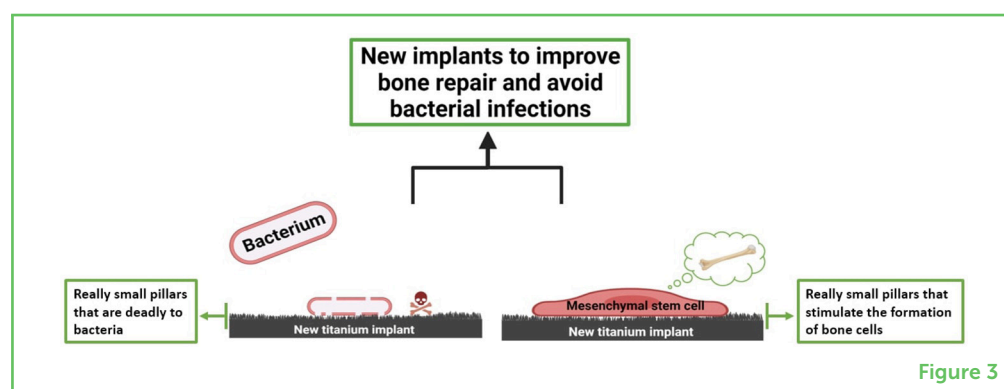 New implants to improve
bone repair and avoid
bacterial infections
Bacterium
Really small pillars
that are deadly to
bacteria
New titanium implant
Mesenchymal stem cell
New titanium implant
Really small pillars that
stimulate the formation
of bone cells
Figure 3